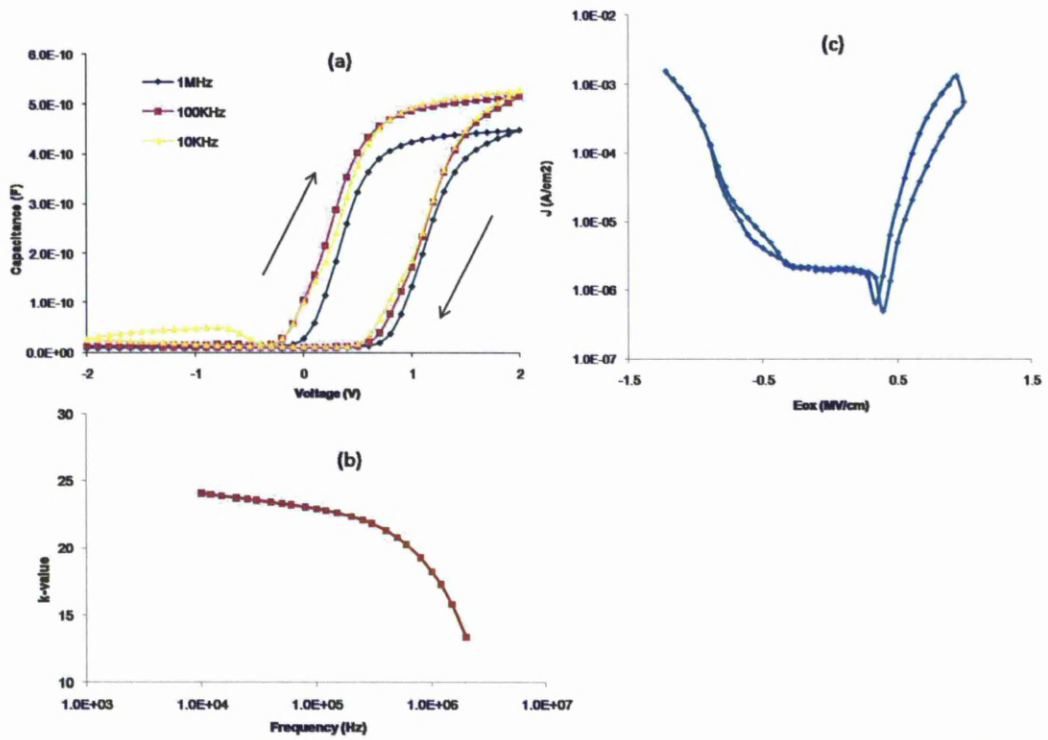 (a)
6.0E-10
5.0E-10
4.0E-10
3.0E-10
2.0E-10
1.0E-10
0.0E+00
Capacitance (F)
1MHz
100KHz
10KHz
-2
-1
0
1
2
Voltage (V)
(c)
1.0E-02
1.0E-03
1.0E-04
1.0E-05
1.0E-06
1.0E-07
J (A/cm2)
-1.5
-0.5
0.5
1.5
Eox (MV/cm)
(b)
30
25
20
15
10
k-value
1.0E+03
1.0E+04
1.0E+05
1.0E+06
1.0E+07
Frequency (Hz)